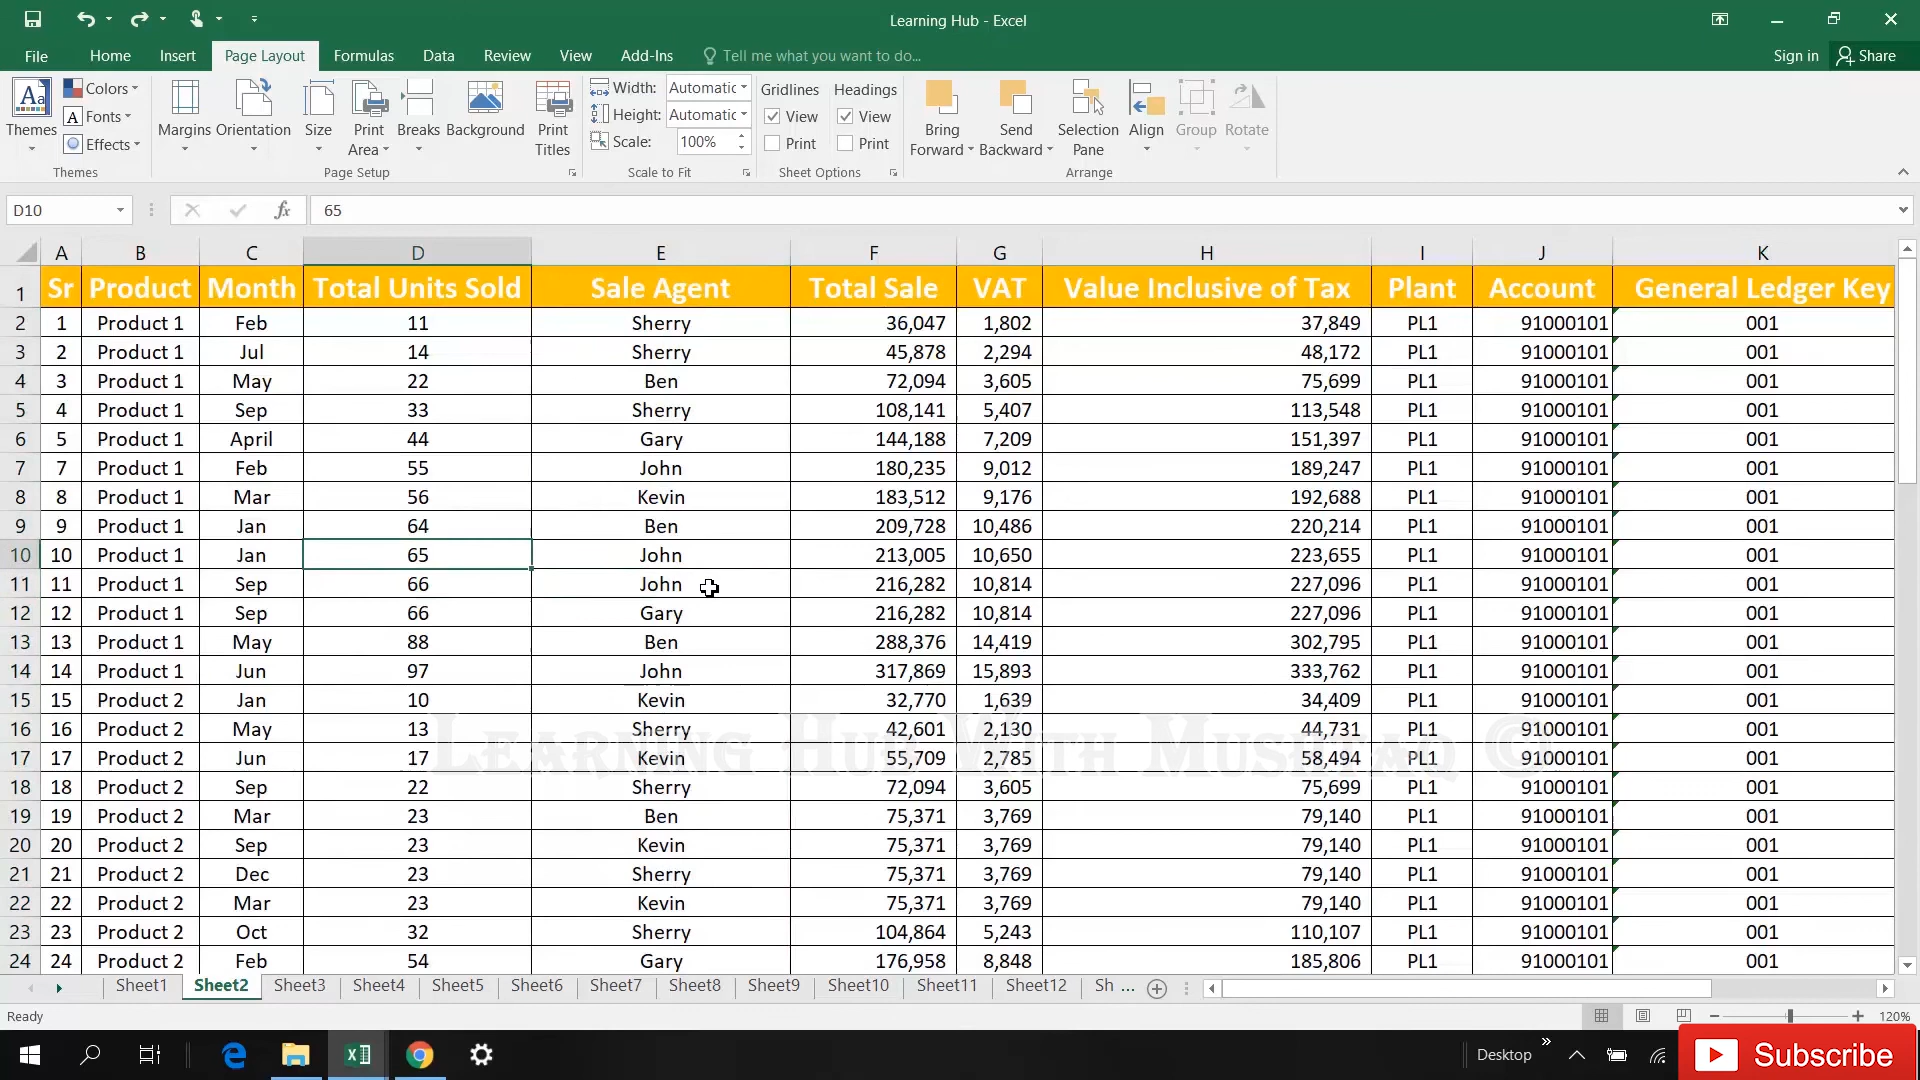 Learning Hub - Excel
File Home Insert Page Layout Formulas Data Review View Add-Ins Tell me what you want to do... Sign in Share
Themes Colors Fonts Effects Themes
Margins Orientation Size Print Area Breaks Background Print Titles Page Setup
Width: Automatic Height: Automatic Scale: 100% Scale to Fit
Gridlines View Print Headings View Print Sheet Options
Bring Forward Send Backward Selection Pane Align Group Rotate Arrange
D10 fx 65
A B C D E F G H I J K
1 Sr Product Month Total Units Sold Sale Agent Total Sale VAT Value Inclusive of Tax Plant Account General Ledger Key
2 1 Product 1 Feb 11 Sherry 36,047 1,802 37,849 PL1 91000101 001
3 2 Product 1 Jul 14 Sherry 45,878 2,294 48,172 PL1 91000101 001
4 3 Product 1 May 22 Ben 72,094 3,605 75,699 PL1 91000101 001
5 4 Product 1 Sep 33 Sherry 108,141 5,407 113,548 PL1 91000101 001
6 5 Product 1 April 44 Gary 144,188 7,209 151,397 PL1 91000101 001
7 7 Product 1 Feb 55 John 180,235 9,012 189,247 PL1 91000101 001
8 8 Product 1 Mar 56 Kevin 183,512 9,176 192,688 PL1 91000101 001
9 9 Product 1 Jan 64 Ben 209,728 10,486 220,214 PL1 91000101 001
10 10 Product 1 Jan 65 John 213,005 10,650 223,655 PL1 91000101 001
11 11 Product 1 Sep 66 John 216,282 10,814 227,096 PL1 91000101 001
12 12 Product 1 Sep 66 Gary 216,282 10,814 227,096 PL1 91000101 001
13 13 Product 1 May 88 Ben 288,376 14,419 302,795 PL1 91000101 001
14 14 Product 1 Jun 97 John 317,869 15,893 333,762 PL1 91000101 001
15 15 Product 2 Jan 10 Kevin 32,770 1,639 34,409 PL1 91000101 001
16 16 Product 2 May 13 Sherry 42,601 2,130 44,731 PL1 91000101 001
Learning Hub With Mushfaq ©
17 17 Product 2 Jun 17 Kevin 55,709 2,785 58,494 PL1 91000101 001
18 18 Product 2 Sep 22 Sherry 72,094 3,605 75,699 PL1 91000101 001
19 19 Product 2 Mar 23 Ben 75,371 3,769 79,140 PL1 91000101 001
20 20 Product 2 Sep 23 Kevin 75,371 3,769 79,140 PL1 91000101 001
21 21 Product 2 Dec 23 Sherry 75,371 3,769 79,140 PL1 91000101 001
22 22 Product 2 Mar 23 Kevin 75,371 3,769 79,140 PL1 91000101 001
23 23 Product 2 Oct 32 Sherry 104,864 5,243 110,107 PL1 91000101 001
24 24 Product 2 Feb 54 Gary 176,958 8,848 185,806 PL1 91000101 001
Sheet1 Sheet2 Sheet3 Sheet4 Sheet5 Sheet6 Sheet7 Sheet8 Sheet9 Sheet10 Sheet11 Sheet12 Sh ...
Ready 120%
Desktop Subscribe